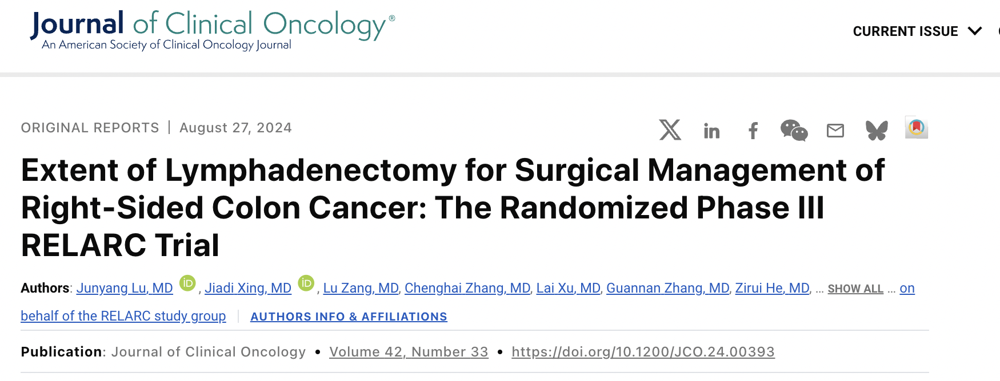 Journal of Clinical Oncology®
An American Society of Clinical Oncology Journal
CURRENT ISSUE
ORIGINAL REPORTS | August 27, 2024
Extent of Lymphadenectomy for Surgical Management of
Right-Sided Colon Cancer: The Randomized Phase III
RELARC Trial
Authors: Junyang Lu, MD iD , Jiadi Xing, MD iD , Lu Zang, MD, Chenghai Zhang, MD, Lai Xu, MD, Guannan Zhang, MD, Zirui He, MD, ... SHOW ALL ... on
behalf of the RELARC study group | AUTHORS INFO & AFFILIATIONS
Publication: Journal of Clinical Oncology • Volume 42, Number 33 • https://doi.org/10.1200/JCO.24.00393